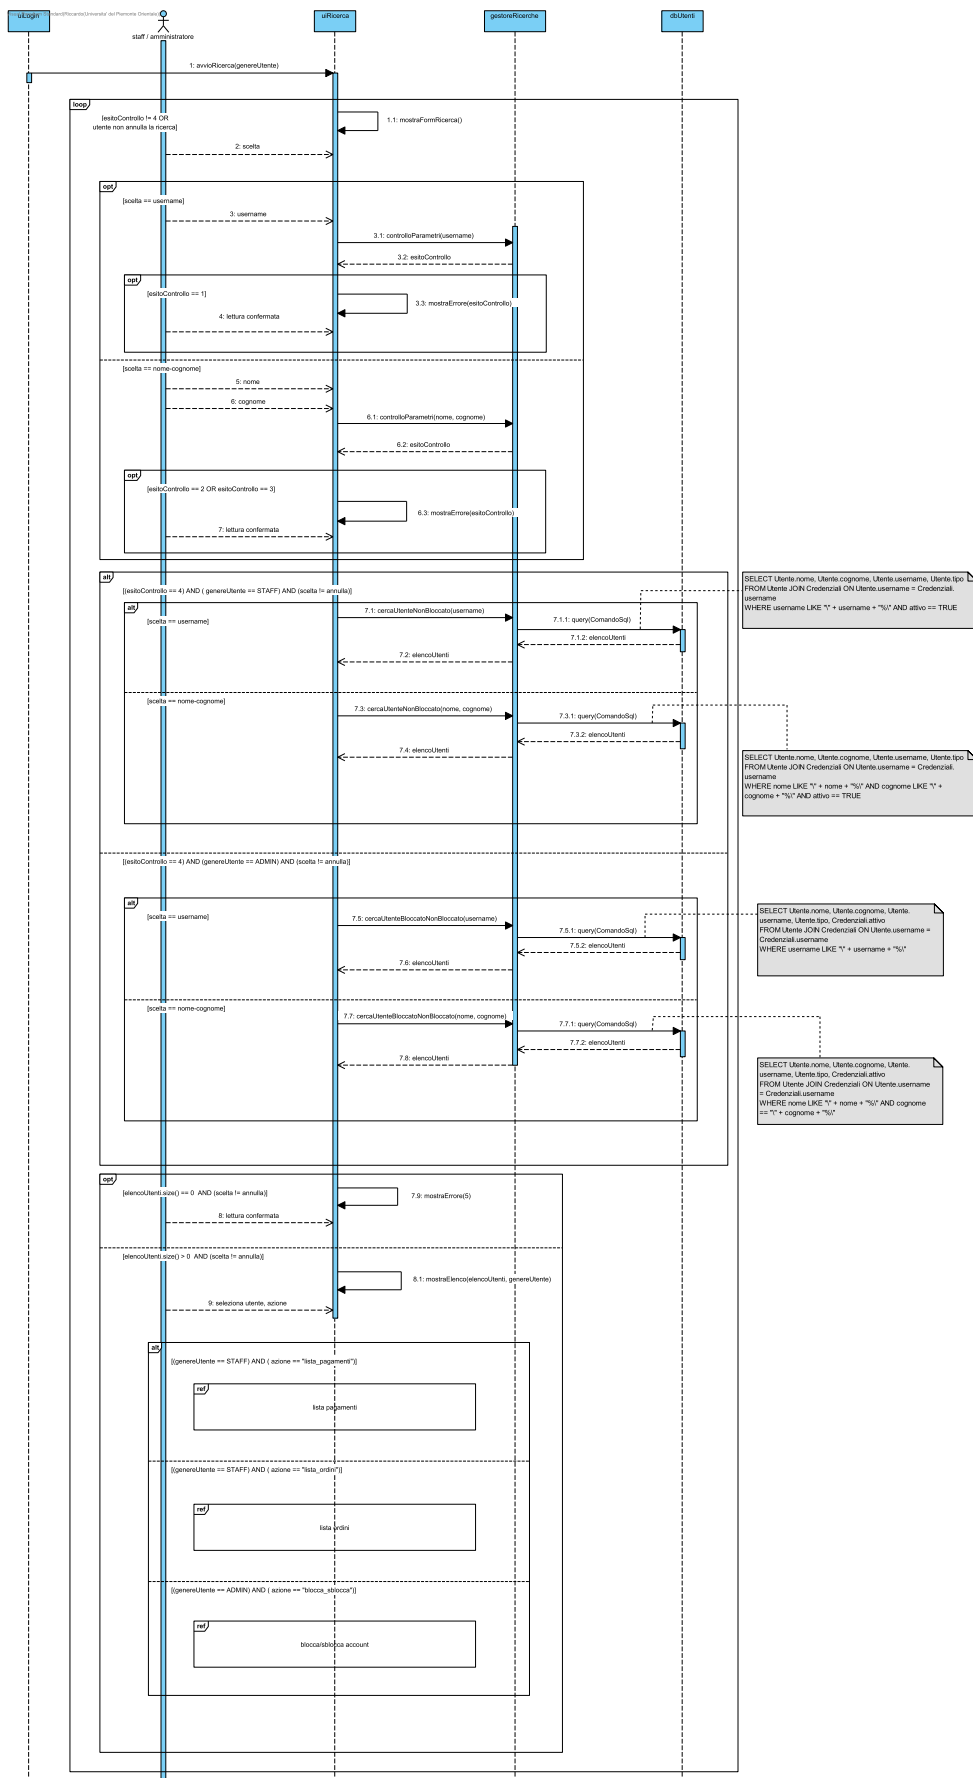 uiLogin
uiRicerca
gestoreRicerche
dbUtenti
staff / amministratore
1: avvioRicerca(genereUtente)
loop
[esitoControllo != 4 OR
utente non annulla la ricerca]
1.1: mostraFormRicerca()
2: scelta
opt
[scelta == username]
3: username
3.1: controlloParametri(username)
3.2: esitoControllo
opt
[esitoControllo == 1]
3.3: mostraErrore(esitoControllo)
4: lettura confermata
[scelta == nome-cognome]
5: nome
6: cognome
6.1: controlloParametri(nome, cognome)
6.2: esitoControllo
opt
[esitoControllo == 2 OR esitoControllo == 3]
6.3: mostraErrore(esitoControllo)
7: lettura confermata
alt
[(esitoControllo == 4) AND ( genereUtente == STAFF) AND (scelta != annulla)]
alt
[scelta == username]
7.1: cercaUtenteNonBloccato(username)
7.1.1: query(ComandoSql)
7.1.2: elencoUtenti
7.2: elencoUtenti
SELECT Utente.nome, Utente.cognome, Utente.username, Utente.tipo
FROM Utente JOIN Credenziali ON Utente.username = Credenziali.
username
WHERE username LIKE "\" + username + "%\" AND attivo == TRUE
[scelta == nome-cognome]
7.3: cercaUtenteNonBloccato(nome, cognome)
7.3.1: query(ComandoSql)
7.3.2: elencoUtenti
7.4: elencoUtenti
SELECT Utente.nome, Utente.cognome, Utente.username, Utente.tipo
FROM Utente JOIN Credenziali ON Utente.username = Credenziali.
username
WHERE nome LIKE "\" + nome + "%\" AND cognome LIKE "\" +
cognome + "%\" AND attivo == TRUE
[(esitoControllo == 4) AND (genereUtente == ADMIN) AND (scelta != annulla)]
alt
[scelta == username]
7.5: cercaUtenteBloccatoNonBloccato(username)
7.5.1: query(ComandoSql)
7.5.2: elencoUtenti
7.6: elencoUtenti
SELECT Utente.nome, Utente.cognome, Utente.
username, Utente.tipo, Credenziali.attivo
FROM Utente JOIN Credenziali ON Utente.username =
Credenziali.username
WHERE username LIKE "\" + username + "%\"
[scelta == nome-cognome]
7.7: cercaUtenteBloccatoNonBloccato(nome, cognome)
7.7.1: query(ComandoSql)
7.7.2: elencoUtenti
7.8: elencoUtenti
SELECT Utente.nome, Utente.cognome, Utente.
username, Utente.tipo, Credenziali.attivo
FROM Utente JOIN Credenziali ON Utente.username
= Credenziali.username
WHERE nome LIKE "\" + nome + "%\" AND cognome
== "\" + cognome + "%\"
opt
[elencoUtenti.size() == 0 AND (scelta != annulla)]
7.9: mostraErrore(5)
8: lettura confermata
[elencoUtenti.size() > 0 AND (scelta != annulla)]
8.1: mostraElenco(elencoUtenti, genereUtente)
9: seleziona utente, azione
alt
[(genereUtente == STAFF) AND ( azione == "lista_pagamenti")]
ref
lista pagamenti
[(genereUtente == STAFF) AND ( azione == "lista_ordini")]
ref
lista ordini
[(genereUtente == ADMIN) AND ( azione == "blocca_sblocca")]
ref
blocca/sblocca account